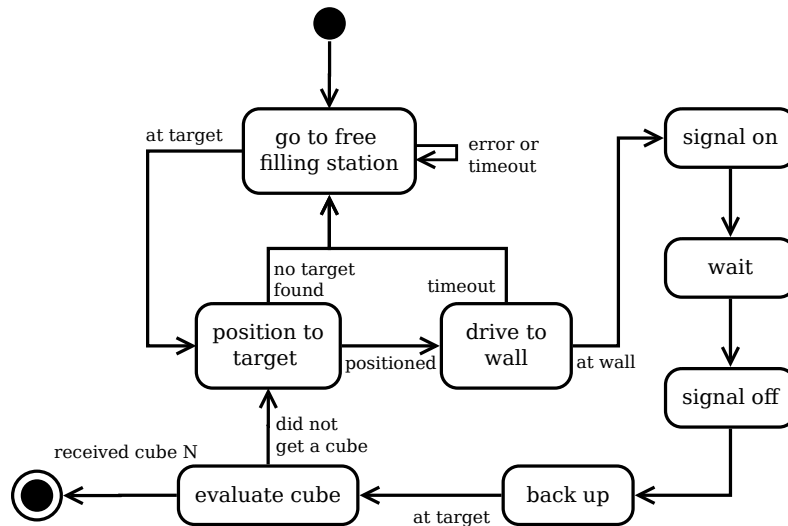 at target
go to free
filling station
error or
timeout
signal on
wait
no target
found
timeout
position to
target
positioned
drive to
wall
at wall
signal off
did not
get a cube
received cube N
evaluate cube
at target
back up